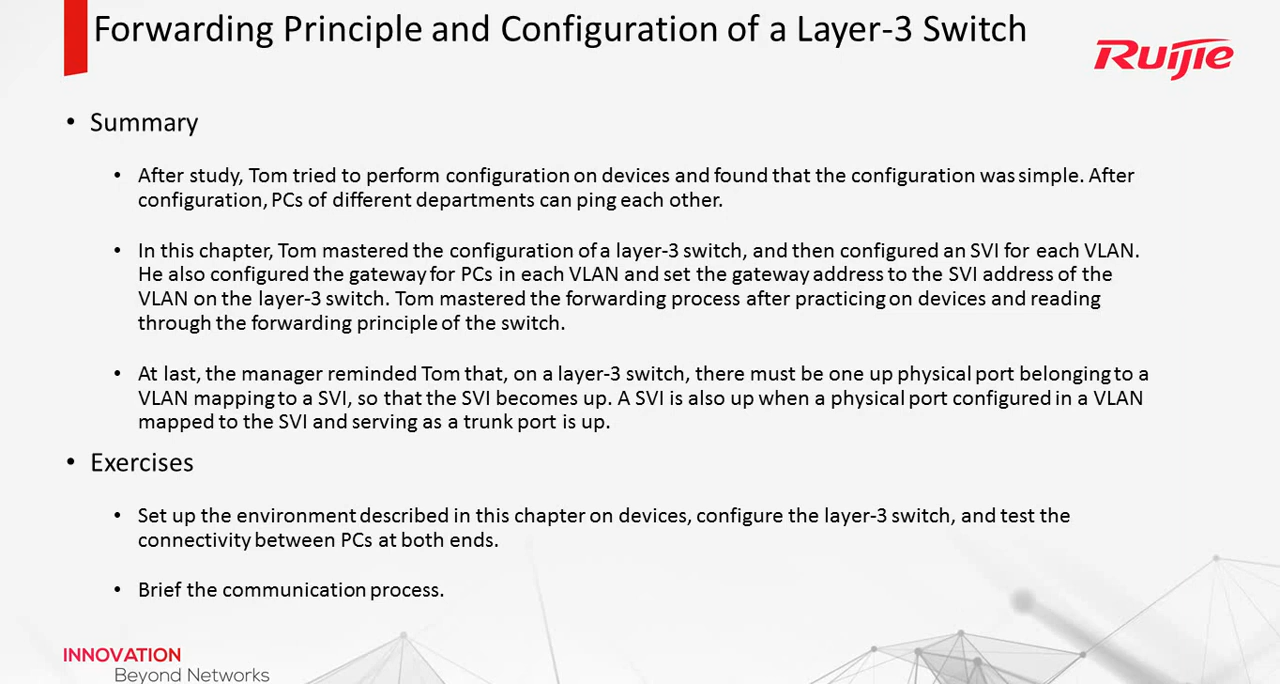 Forwarding Principle and Configuration of a Layer-3 Switch
Ruijie
• Summary
• After study, Tom tried to perform configuration on devices and found that the configuration was simple. After
configuration, PCs of different departments can ping each other.
• In this chapter, Tom mastered the configuration of a layer-3 switch, and then configured an SVI for each VLAN.
He also configured the gateway for PCs in each VLAN and set the gateway address to the SVI address of the
VLAN on the layer-3 switch. Tom mastered the forwarding process after practicing on devices and reading
through the forwarding principle of the switch.
• At last, the manager reminded Tom that, on a layer-3 switch, there must be one up physical port belonging to a
VLAN mapping to a SVI, so that the SVI becomes up. A SVI is also up when a physical port configured in a VLAN
mapped to the SVI and serving as a trunk port is up.
• Exercises
• Set up the environment described in this chapter on devices, configure the layer-3 switch, and test the
connectivity between PCs at both ends.
• Brief the communication process.
INNOVATION
Beyond Networks